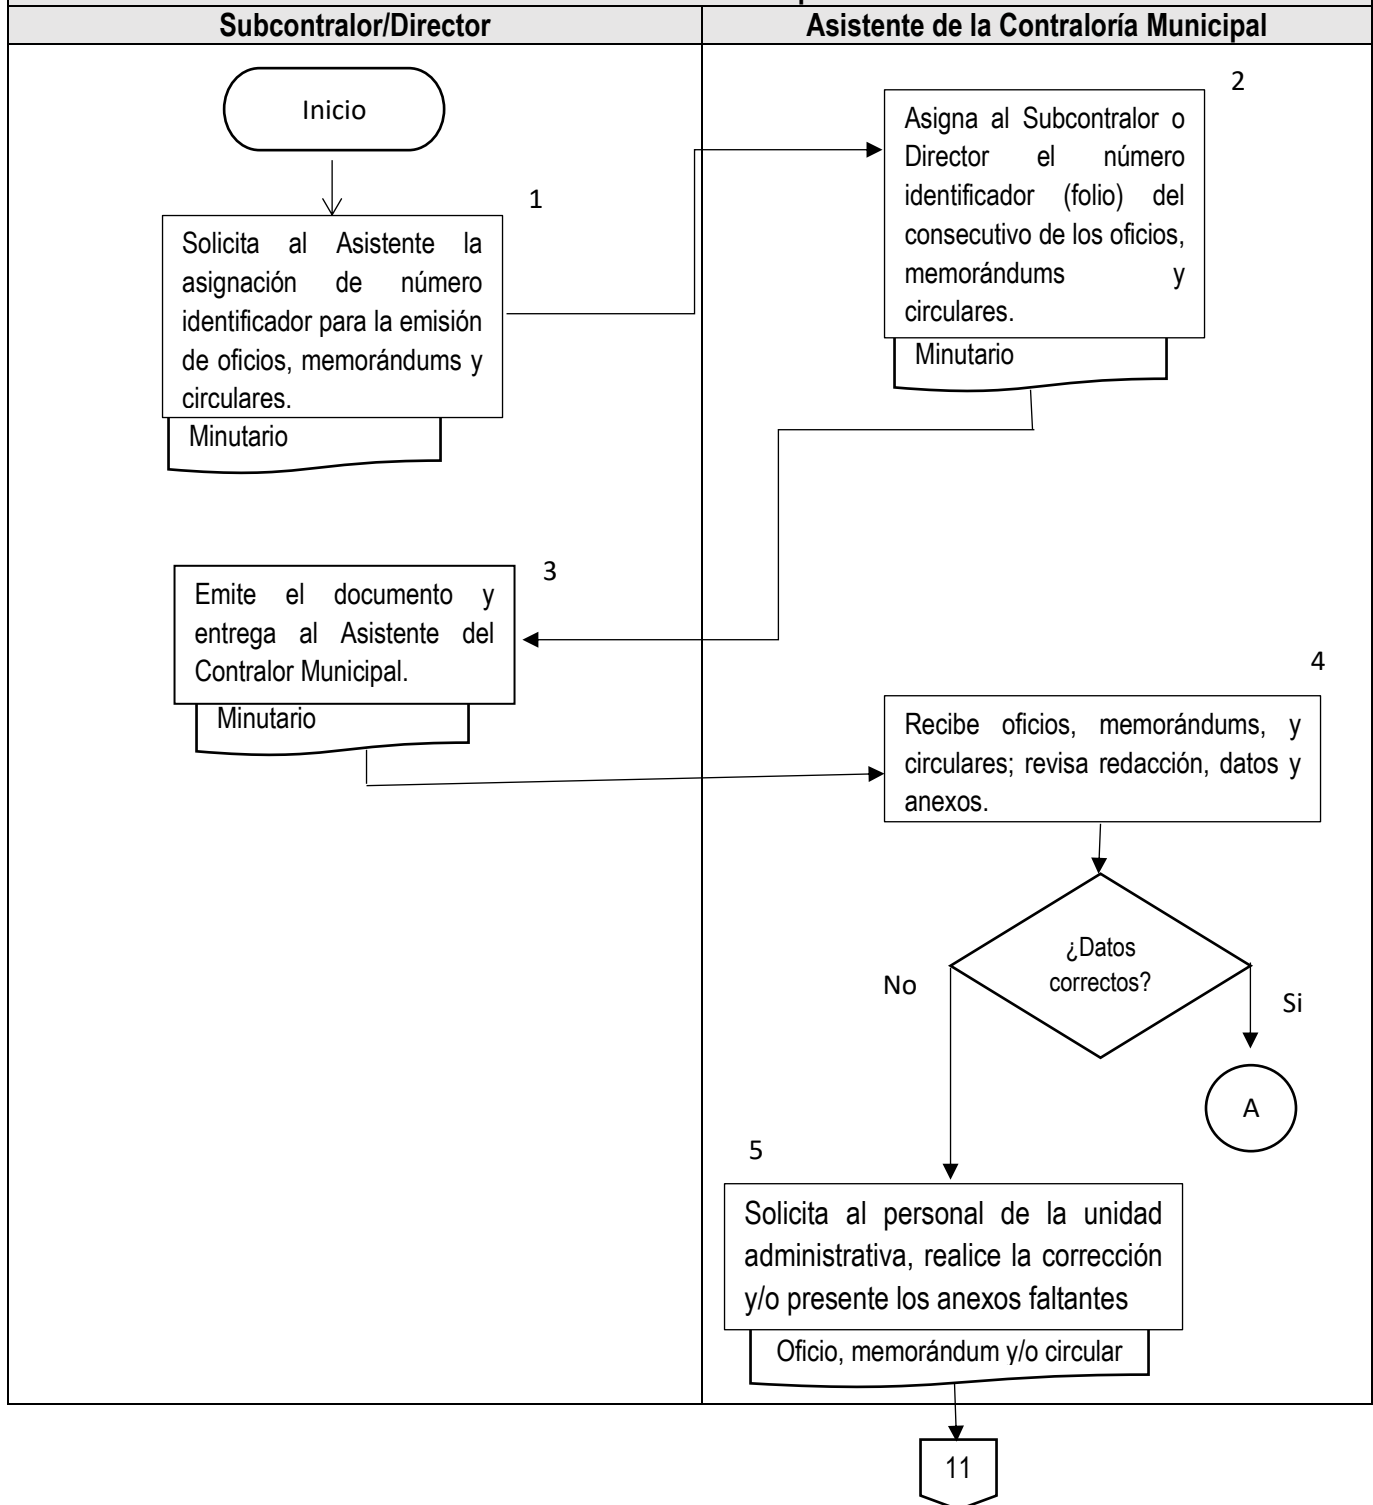 Subcontralor/Director
Asistente de la Contraloría Municipal
Inicio
1
Solicita al Asistente la
asignación de número
identificador para la emisión
de oficios, memorándums y
circulares.
Minutario
2
Asigna al Subcontralor o
Director el número
identificador (folio) del
consecutivo de los oficios,
memorándums y
circulares.
Minutario
3
Emite el documento y
entrega al Asistente del
Contralor Municipal.
Minutario
4
Recibe oficios, memorándums, y
circulares; revisa redacción, datos y
anexos.
¿Datos
correctos?
No
Si
A
5
Solicita al personal de la unidad
administrativa, realice la corrección
y/o presente los anexos faltantes
Oficio, memorándum y/o circular
11